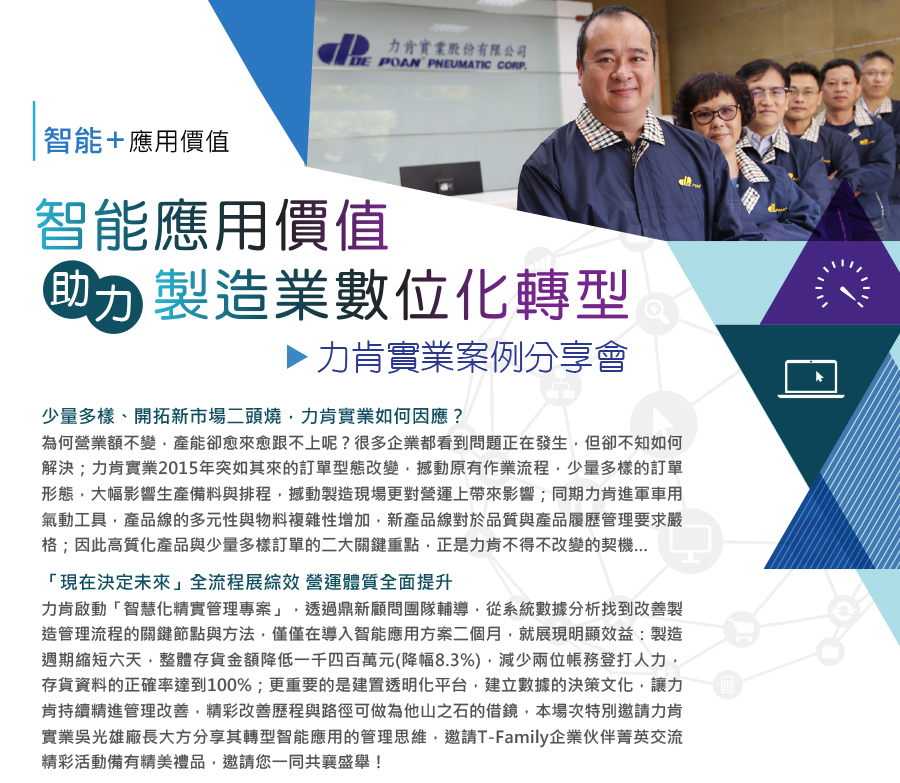 力肯實業股份有限公司
DE POAN PNEUMATIC CORP.
智能+應用價值
智能應用價值
助力 製造業數位化轉型
▶ 力肯實業案例分享會
少量多樣、開拓新市場二頭燒，力肯實業如何因應？
為何營業額不變，產能卻愈來愈跟不上呢？很多企業都看到問題正在發生，但卻不知如何
解決；力肯實業2015年突如其來的訂單型態改變，撼動原有作業流程，少量多樣的訂單
形態，大幅影響生產備料與排程，撼動製造現場更對營運上帶來影響；同期力肯進軍車用
氣動工具，產品線的多元性與物料複雜性增加，新產品線對於品質與產品履歷管理要求嚴
格；因此高質化產品與少量多樣訂單的二大關鍵重點，正是力肯不得不改變的契機...
「現在決定未來」全流程展綜效 營運體質全面提升
力肯啟動「智慧化精實管理專案」，透過鼎新顧問團隊輔導，從系統數據分析找到改善製
造管理流程的關鍵節點與方法，僅僅在導入智能應用方案二個月，就展現明顯效益：製造
週期縮短六天，整體存貨金額降低一千四百萬元(降幅8.3%)，減少兩位帳務登打人力，
存貨資料的正確率達到100%；更重要的是建置透明化平台，建立數據的決策文化，讓力
肯持續精進管理改善，精彩改善歷程與路徑可做為他山之石的借鏡，本場次特別邀請力肯
實業吳光雄廠長大方分享其轉型智能應用的管理思維，邀請T-Family企業伙伴菁英交流
精彩活動備有精美禮品，邀請您一同共襄盛舉！